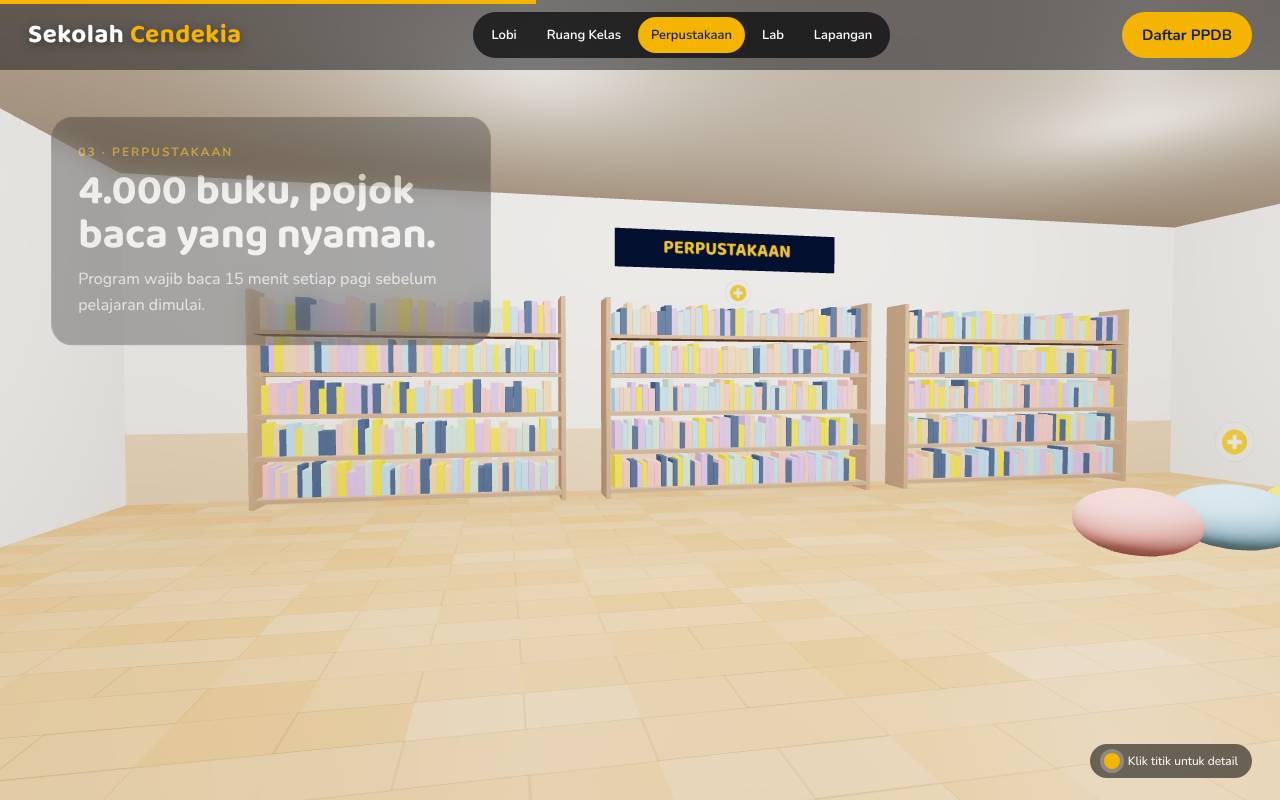 Sekolah Cendekia
Lobi
Ruang Kelas
Perpustakaan
Lab
Lapangan
Daftar PPDB
03 · PERPUSTAKAAN
4.000 buku, pojok
baca yang nyaman.
Program wajib baca 15 menit setiap pagi sebelum
pelajaran dimulai.
PERPUSTAKAAN
Klik titik untuk detail